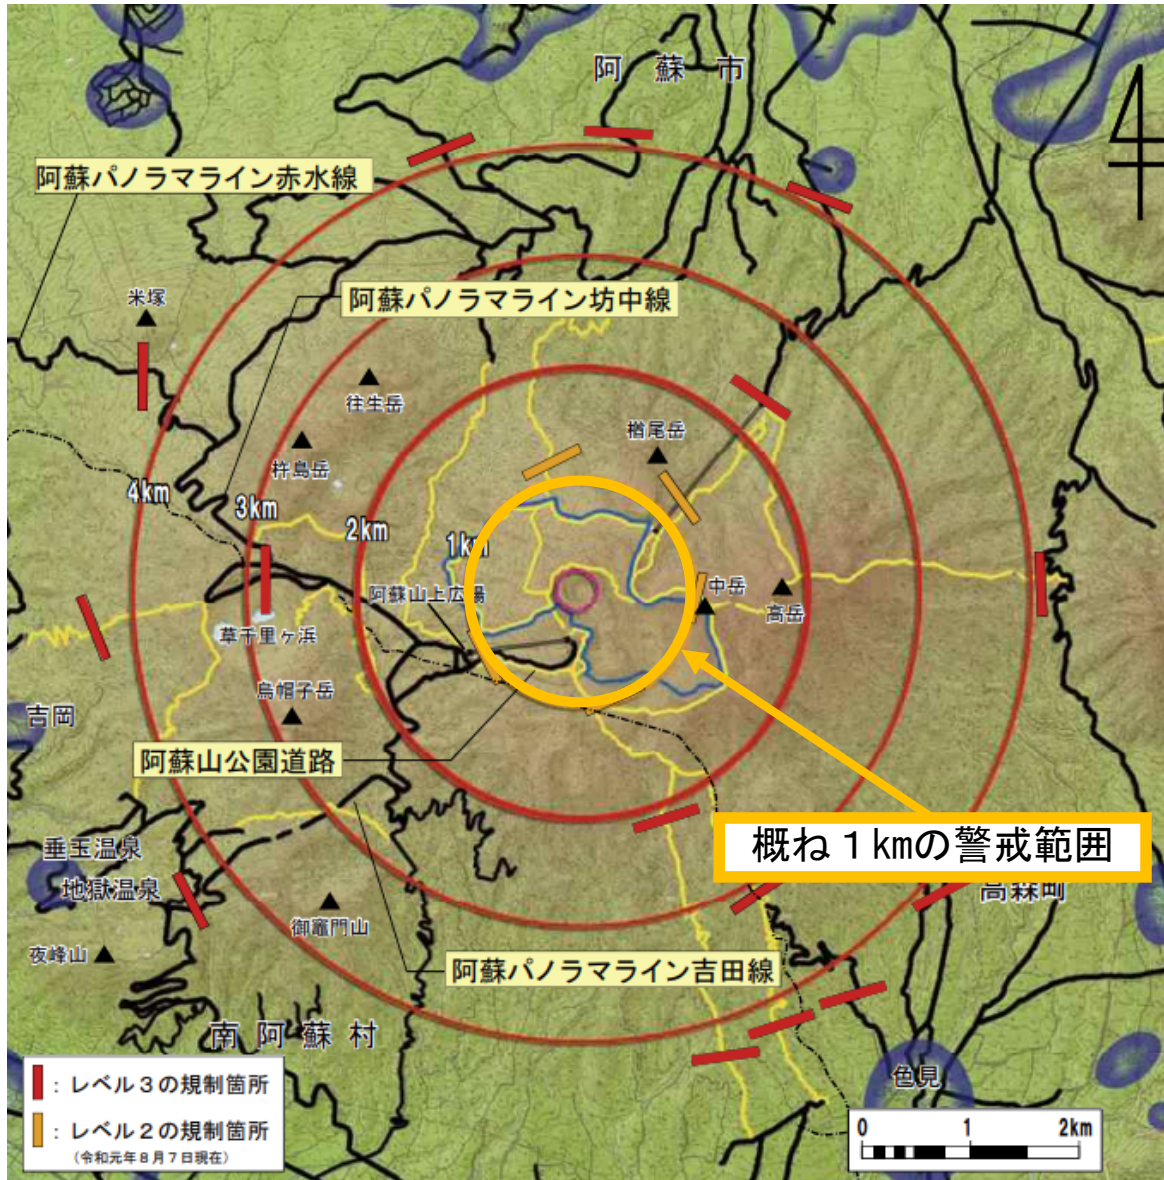 阿蘇市
阿蘇パノラマライン赤水線
米塚
阿蘇パノラマライン坊中線
往生岳
杵島岳
楢尾岳
4km
3km
2km
1km
阿蘇山上広場
中岳
高岳
草千里ヶ浜
烏帽子岳
吉岡
阿蘇山公園道路
概ね1kmの警戒範囲
垂玉温泉
地獄温泉
高森町
御竈門山
夜峰山
阿蘇パノラマライン吉田線
南阿蘇村
色見
:レベル3の規制箇所
:レベル2の規制箇所
(令和元年8月7日現在)
0 1 2km